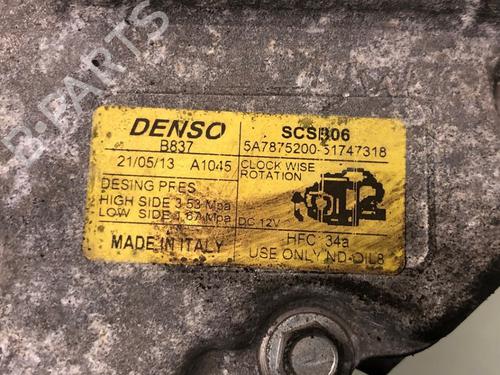 DENSO
SCSB06
B837
5A7875200-51747318
21/05/13 A1045
CLOCK WISE
ROTATION
DESING PRES
HIGH SIDE 3.53 Mpa
LOW SIDE 1.67 Mpa
DC 12V
MADE IN ITALY
HFC 34a
USE ONLY ND-OIL8
B-PARTS